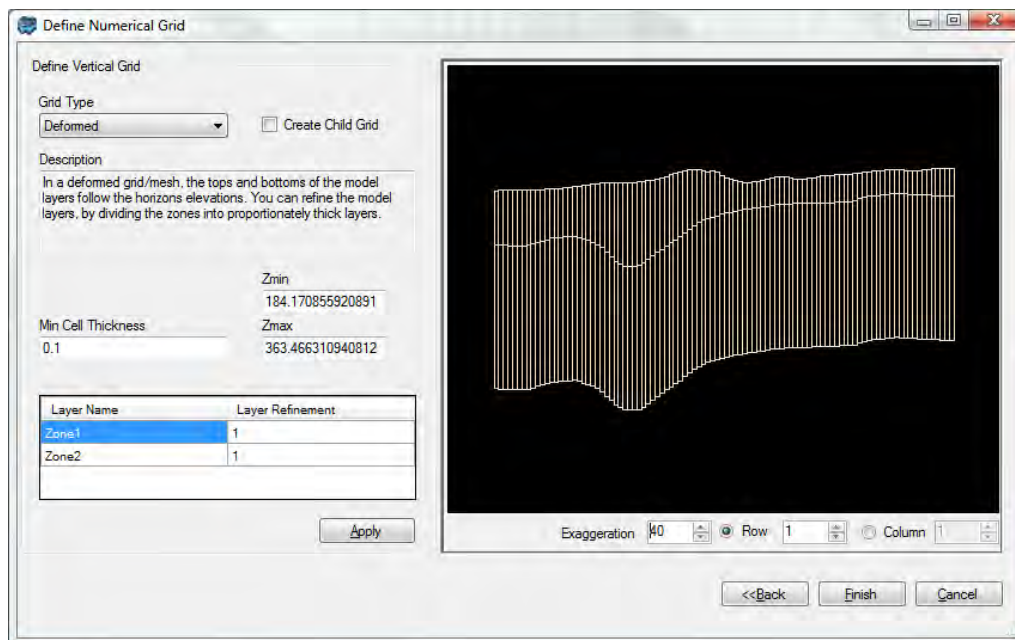 Define Numerical Grid
Define Vertical Grid
Grid Type
Deformed
Create Child Grid
Description
In a deformed grid/mesh, the tops and bottoms of the model
layers follow the horizons elevations. You can refine the model
layers, by dividing the zones into proportionately thick layers.
Zmin
184.170855920891
Min Cell Thickness
Zmax
0.1
363.466310940812
Layer Name
Layer Refinement
Zone1
1
Zone2
1
Apply
Exaggeration 40 Row 1 Column 1
<<Back
Finish
Cancel